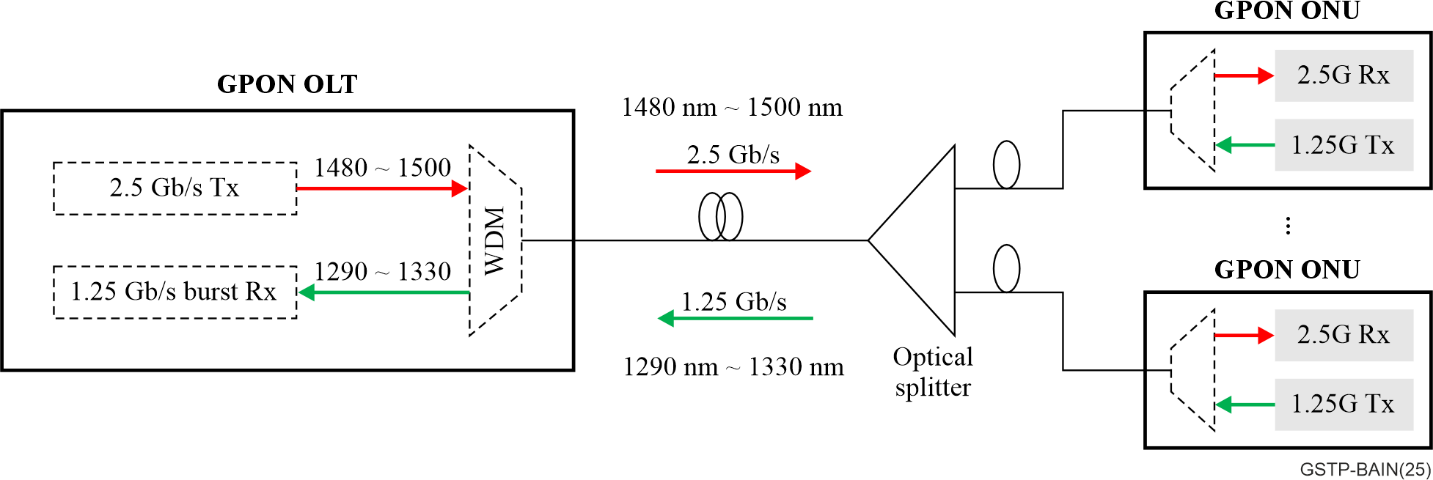 GPON OLT
2.5 Gb/s Tx
1480 ~ 1500
1.25 Gb/s burst Rx
1290 ~ 1330
WDM
1480 nm ~ 1500 nm
2.5 Gb/s
1.25 Gb/s
1290 nm ~ 1330 nm
Optical
splitter
GPON ONU
2.5G Rx
1.25G Tx
...
GPON ONU
2.5G Rx
1.25G Tx
GSTP-BAIN(25)